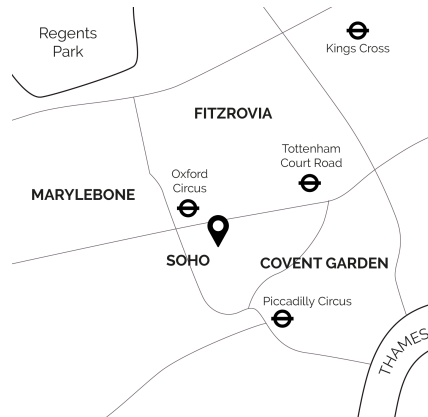 Regents
Park
Kings Cross
FITZROVIA
Tottenham
Court Road
Oxford
Circus
MARYLEBONE
SOHO
COVENT GARDEN
Piccadilly Circus
THAMES